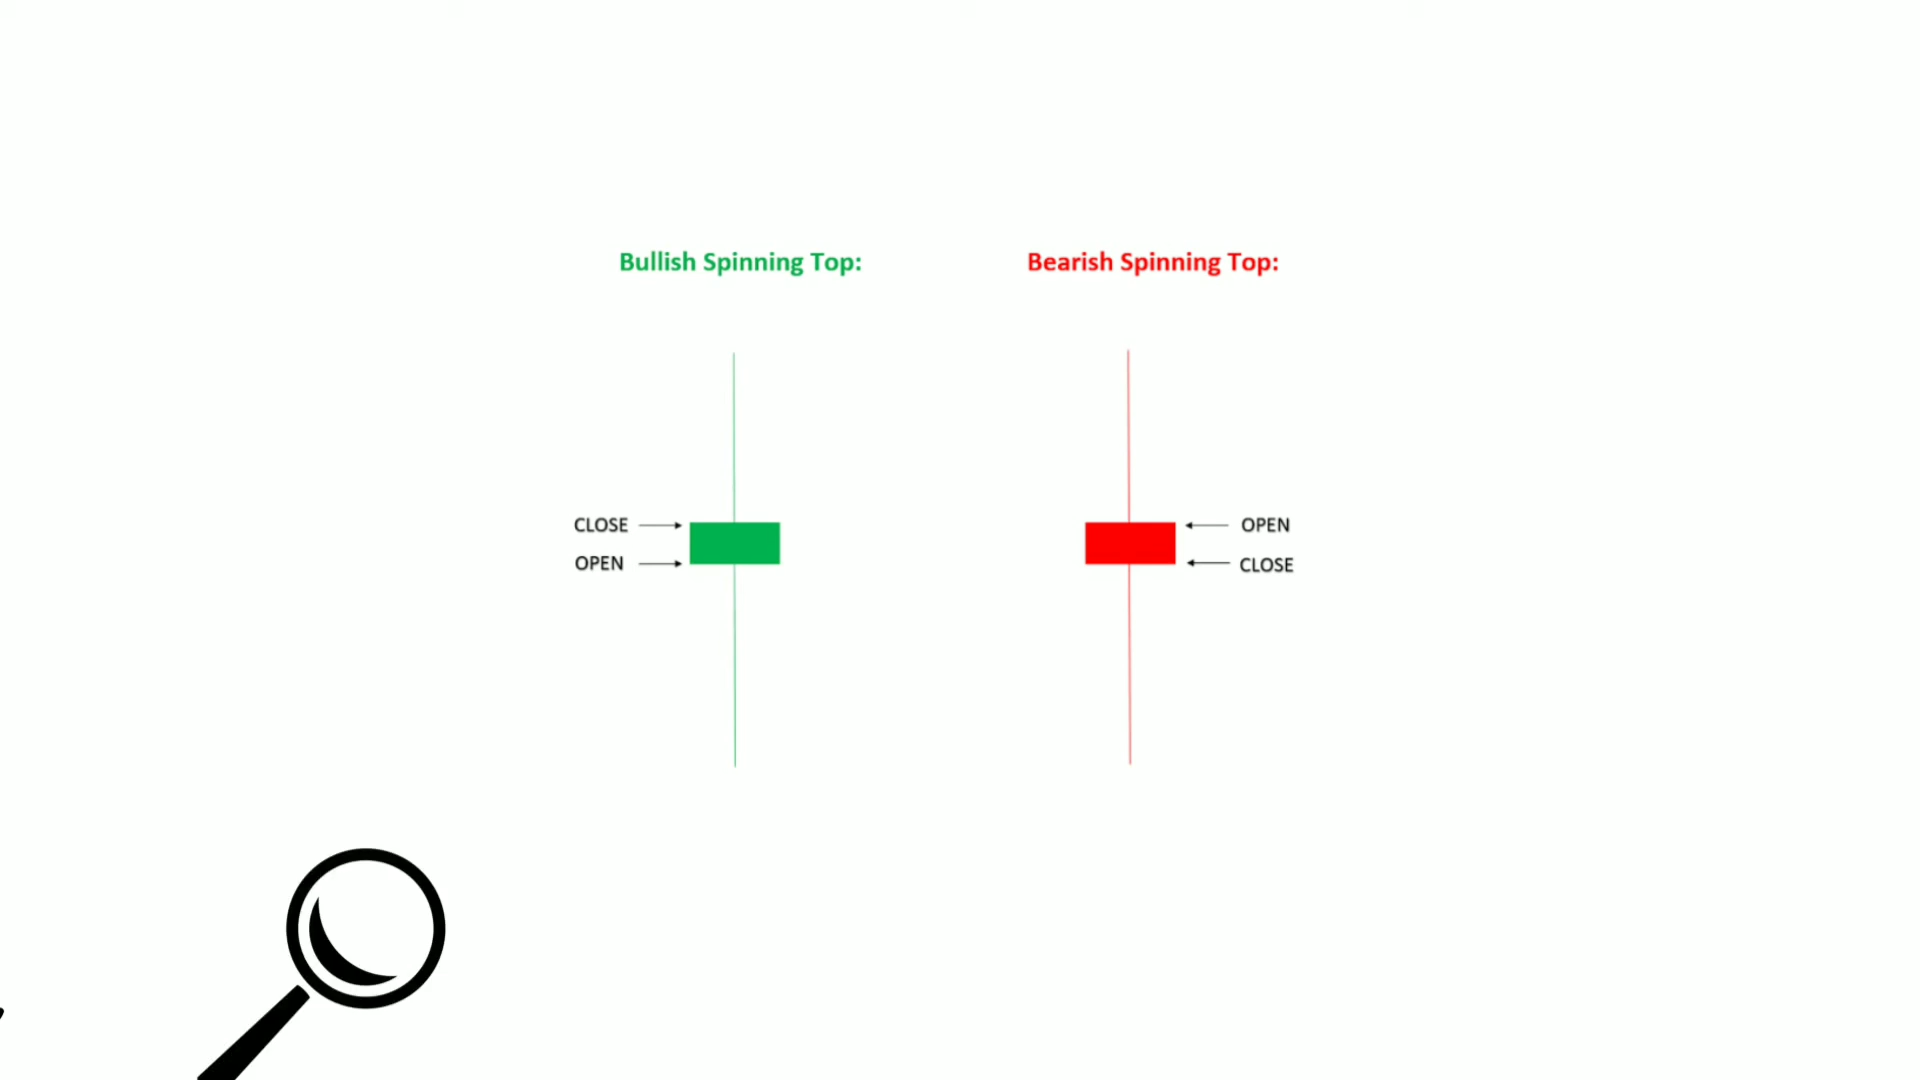 Bullish Spinning Top:
Bearish Spinning Top:
CLOSE
OPEN
OPEN
CLOSE